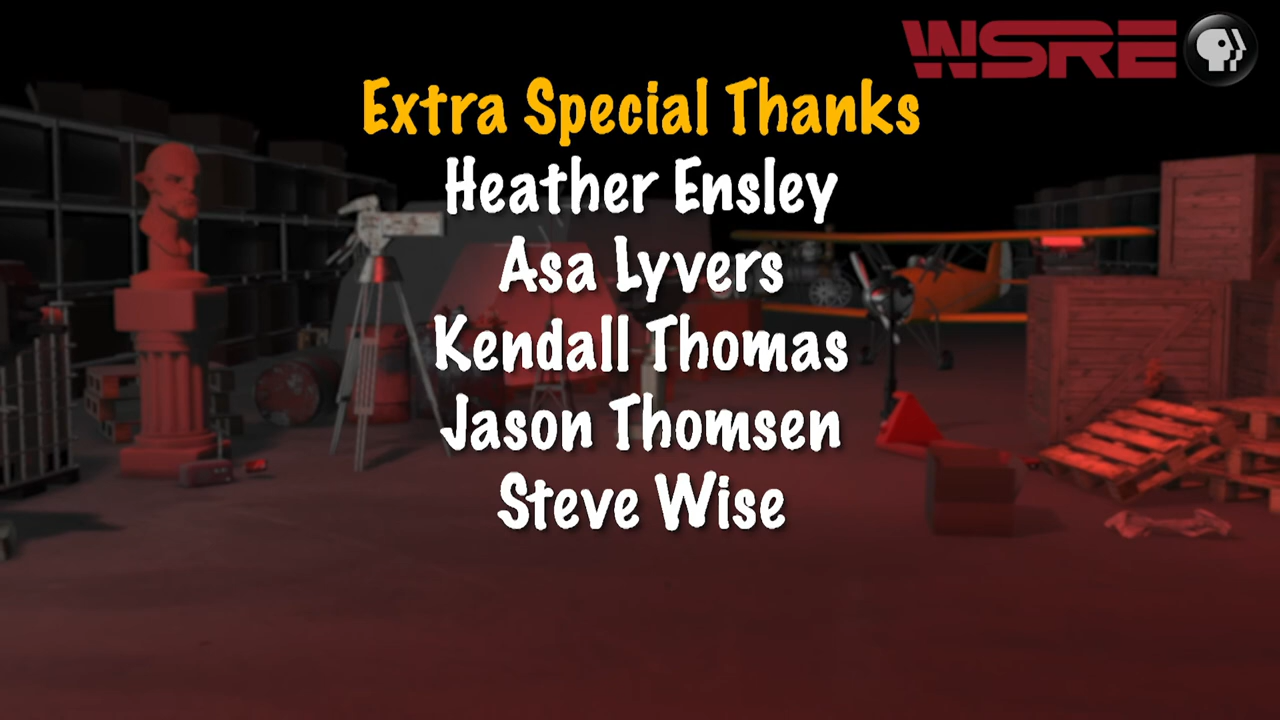 WSRE
Extra Special Thanks
Heather Ensley
Asa Lyvers
Kendall Thomas
Jason Thomsen
Steve Wise